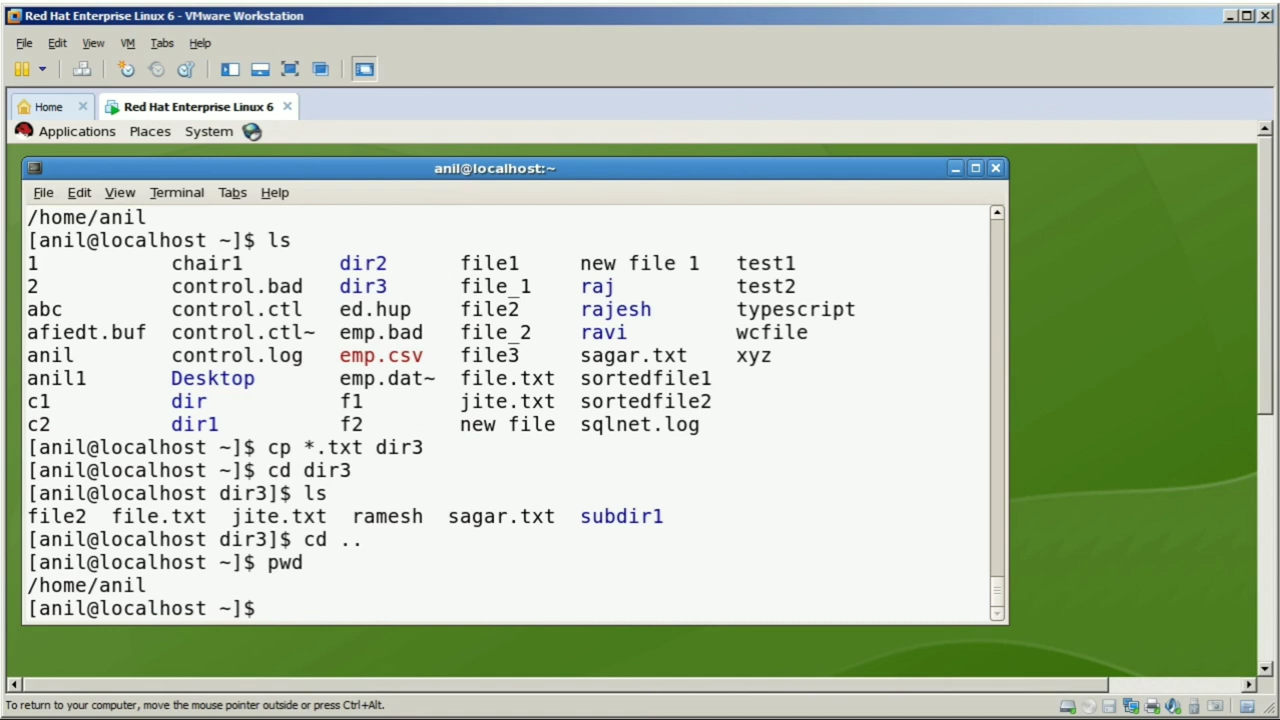 Red Hat Enterprise Linux 6 - VMware Workstation
File Edit View VM Tabs Help
Home Red Hat Enterprise Linux 6
Applications Places System
anil@localhost:~
File Edit View Terminal Tabs Help
/home/anil
[anil@localhost ~]$ ls
1 chair1 dir2 file1 new file 1 test1
2 control.bad dir3 file_1 raj test2
abc control.ctl ed.hup file2 rajesh typescript
afiedt.buf control.ctl~ emp.bad file_2 ravi wcfile
anil control.log emp.csv file3 sagar.txt xyz
anil1 Desktop emp.dat~ file.txt sortedfile1
c1 dir f1 jite.txt sortedfile2
c2 dir1 f2 new file sqlnet.log
[anil@localhost ~]$ cp *.txt dir3
[anil@localhost ~]$ cd dir3
[anil@localhost dir3]$ ls
file2 file.txt jite.txt ramesh sagar.txt subdir1
[anil@localhost dir3]$ cd ..
[anil@localhost ~]$ pwd
/home/anil
[anil@localhost ~]$
To return to your computer, move the mouse pointer outside or press Ctrl+Alt.